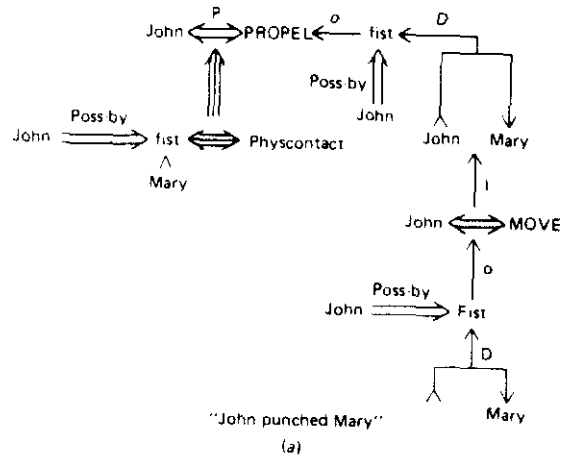 P o D
John PROPEL fist
Poss-by
John
Poss-by
John fist Physcontact John Mary
Mary
I
John MOVE
o
Poss-by
John Fist
D
Mary
"John punched Mary"
(a)